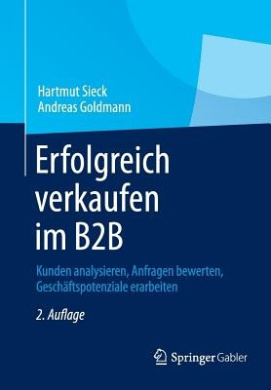 Hartmut Sieck
Andreas Goldmann
Erfolgreich
verkaufen
im B2B
Kunden analysieren, Anfragen bewerten,
Geschäftspotenziale erarbeiten
2. Auflage
Springer Gabler